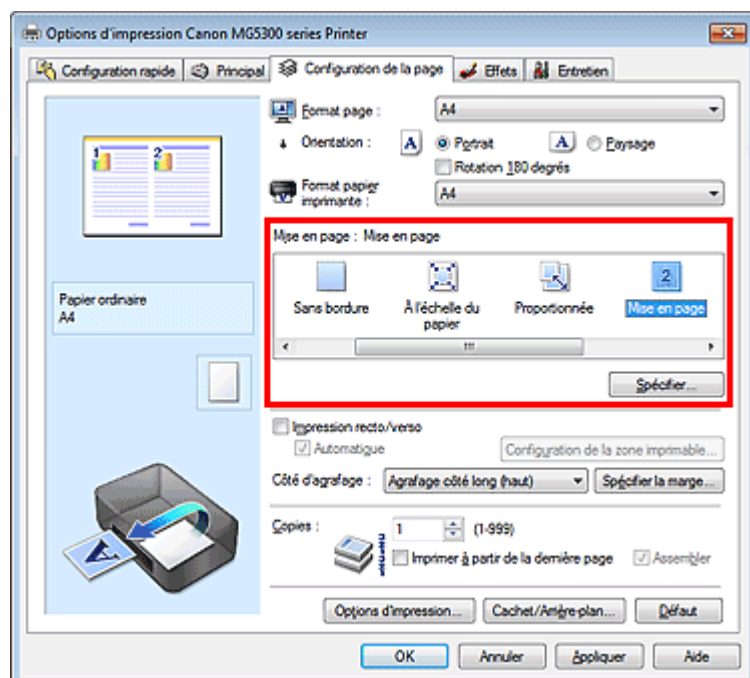 Options d'impression Canon MG5300 series Printer
Configuration rapide Principal Configuration de la page Effets Entretien
Format page : A4
Orientation : A Portrait A Paysage
Rotation 180 degrés
Format papier imprimante : A4
1 2
Mise en page : Mise en page
2
Sans bordure À l'échelle du papier Proportionnée Mise en page
Papier ordinaire
A4
Spécifier...
Impression recto/verso
Automatique Configuration de la zone imprimable...
Côté d'agrafage : Agrafage côté long (haut) Spécifier la marge...
Copies : 1 (1-999)
Imprimer à partir de la dernière page Assembler
A
Options d'impression... Cachet/Arrière-plan... Défaut
OK Annuler Appliquer Aide